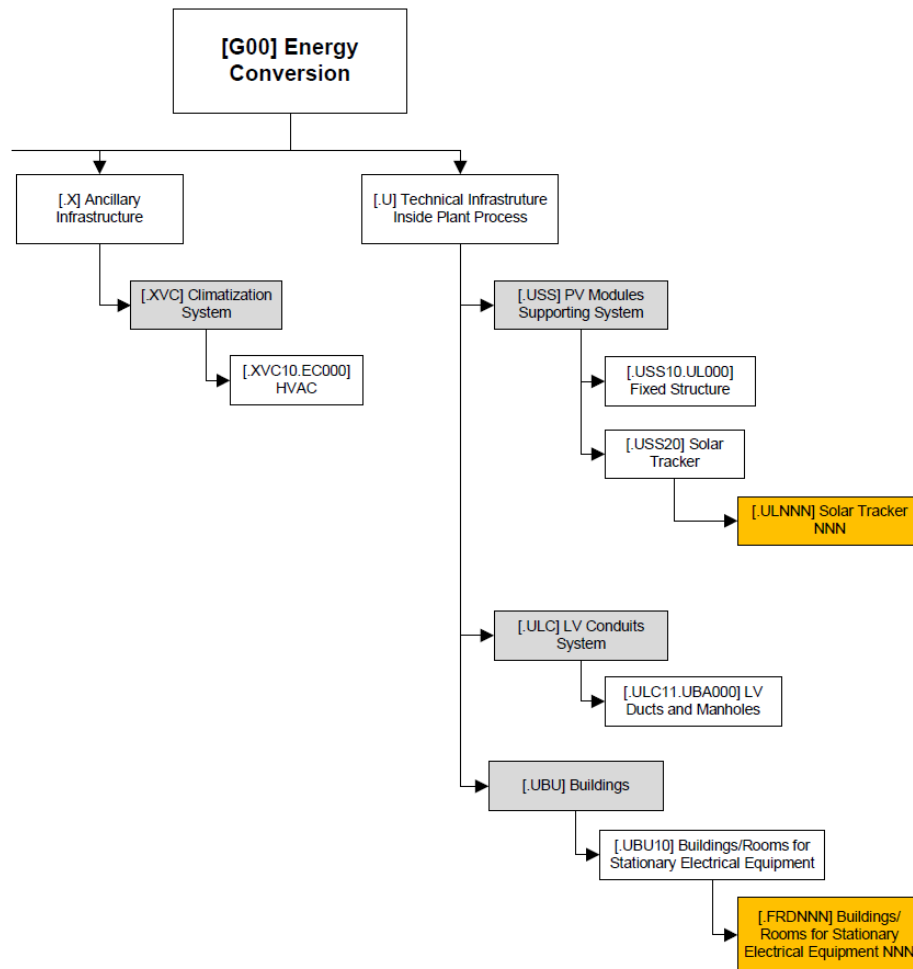 [G00] Energy
Conversion
[.X] Ancillary
Infrastructure
[.U] Technical Infrastruture
Inside Plant Process
[.XVC] Climatization
System
[.USS] PV Modules
Supporting System
[.XVC10.EC000]
HVAC
[.USS10.UL000]
Fixed Structure
[.USS20] Solar
Tracker
[.ULNNN] Solar Tracker
NNN
[.ULC] LV Conduits
System
[.ULC11.UBA000] LV
Ducts and Manholes
[.UBU] Buildings
[.UBU10] Buildings/Rooms for
Stationary Electrical Equipment
[.FRDNNN] Buildings/
Rooms for Stationary
Electrical Equipment NNN